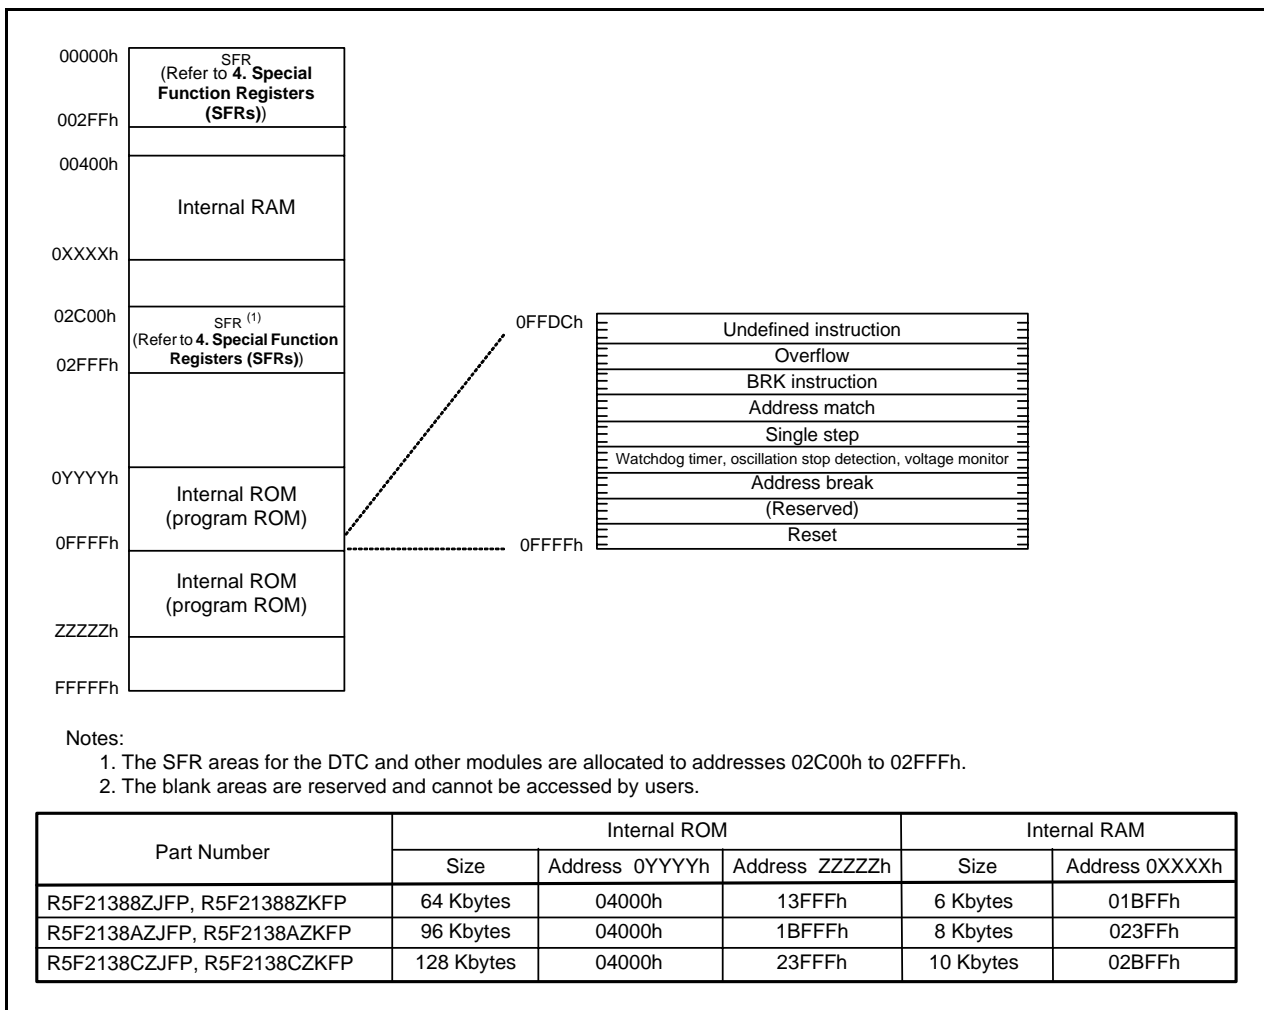 00000h
SFR
(Refer to 4. Special
Function Registers
(SFRs))
002FFh
00400h
Internal RAM
0XXXXh
02C00h
SFR (1)
(Refer to 4. Special Function
Registers (SFRs))
02FFFh
0YYYYh
Internal ROM
(program ROM)
0FFFFh
Internal ROM
(program ROM)
ZZZZZh
FFFFFh
0FFDCh
Undefined instruction
Overflow
BRK instruction
Address match
Single step
Watchdog timer, oscillation stop detection, voltage monitor
Address break
(Reserved)
Reset
0FFFFh
Notes:
1. The SFR areas for the DTC and other modules are allocated to addresses 02C00h to 02FFFh.
2. The blank areas are reserved and cannot be accessed by users.
Part Number Internal ROM Internal RAM
Size Address 0YYYYh Address ZZZZZh Size Address 0XXXXh
R5F21388ZJFP, R5F21388ZKFP 64 Kbytes 04000h 13FFFh 6 Kbytes 01BFFh
R5F2138AZJFP, R5F2138AZKFP 96 Kbytes 04000h 1BFFFh 8 Kbytes 023FFh
R5F2138CZJFP, R5F2138CZKFP 128 Kbytes 04000h 23FFFh 10 Kbytes 02BFFh